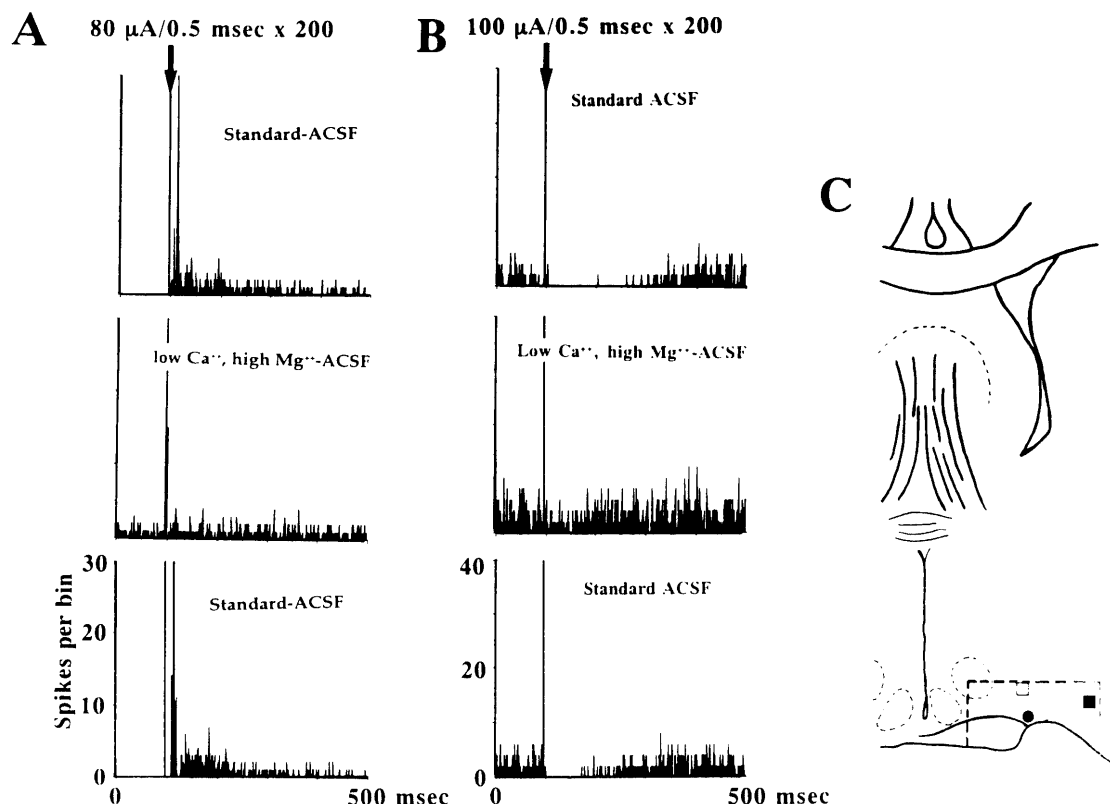 A
80 μA/0.5 msec x 200
Standard-ACSF
low Ca++, high Mg++-ACSF
Standard-ACSF
Spikes per bin
30
20
10
0
0
500 msec
B
100 μA/0.5 msec x 200
Standard ACSF
Low Ca++, high Mg++-ACSF
Standard ACSF
40
20
0
0
500 msec
C